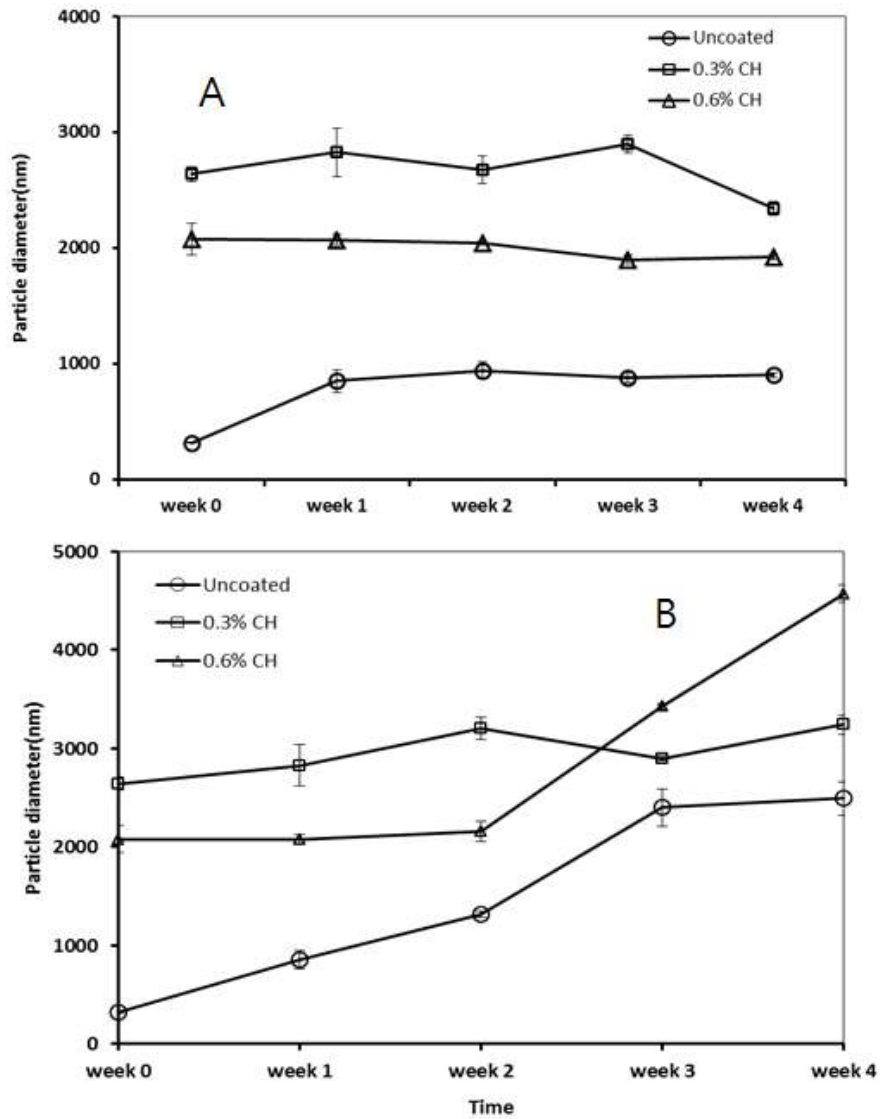 4000
Uncoated
0.3% CH
0.6% CH
A
3000
Particle diameter(nm)
2000
1000
0
week 0 week 1 week 2 week 3 week 4
5000
Uncoated
0.3% CH
0.6% CH
B
4000
3000
Particle diameter(nm)
2000
1000
0
week 0 week 1 week 2 week 3 week 4
Time